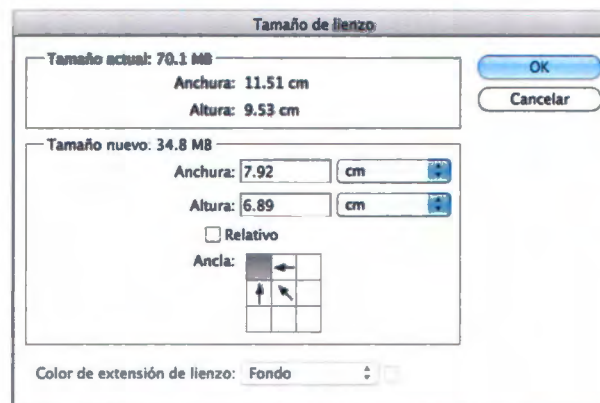 Tamaño de lienzo
Tamaño actual: 70.1 MB
Anchura: 11.51 cm
Altura: 9.53 cm
OK
Cancelar
Tamaño nuevo: 34.8 MB
Anchura: 7.92 cm
Altura: 6.89 cm
Relativo
Ancla:
Color de extensión de lienzo: Fondo